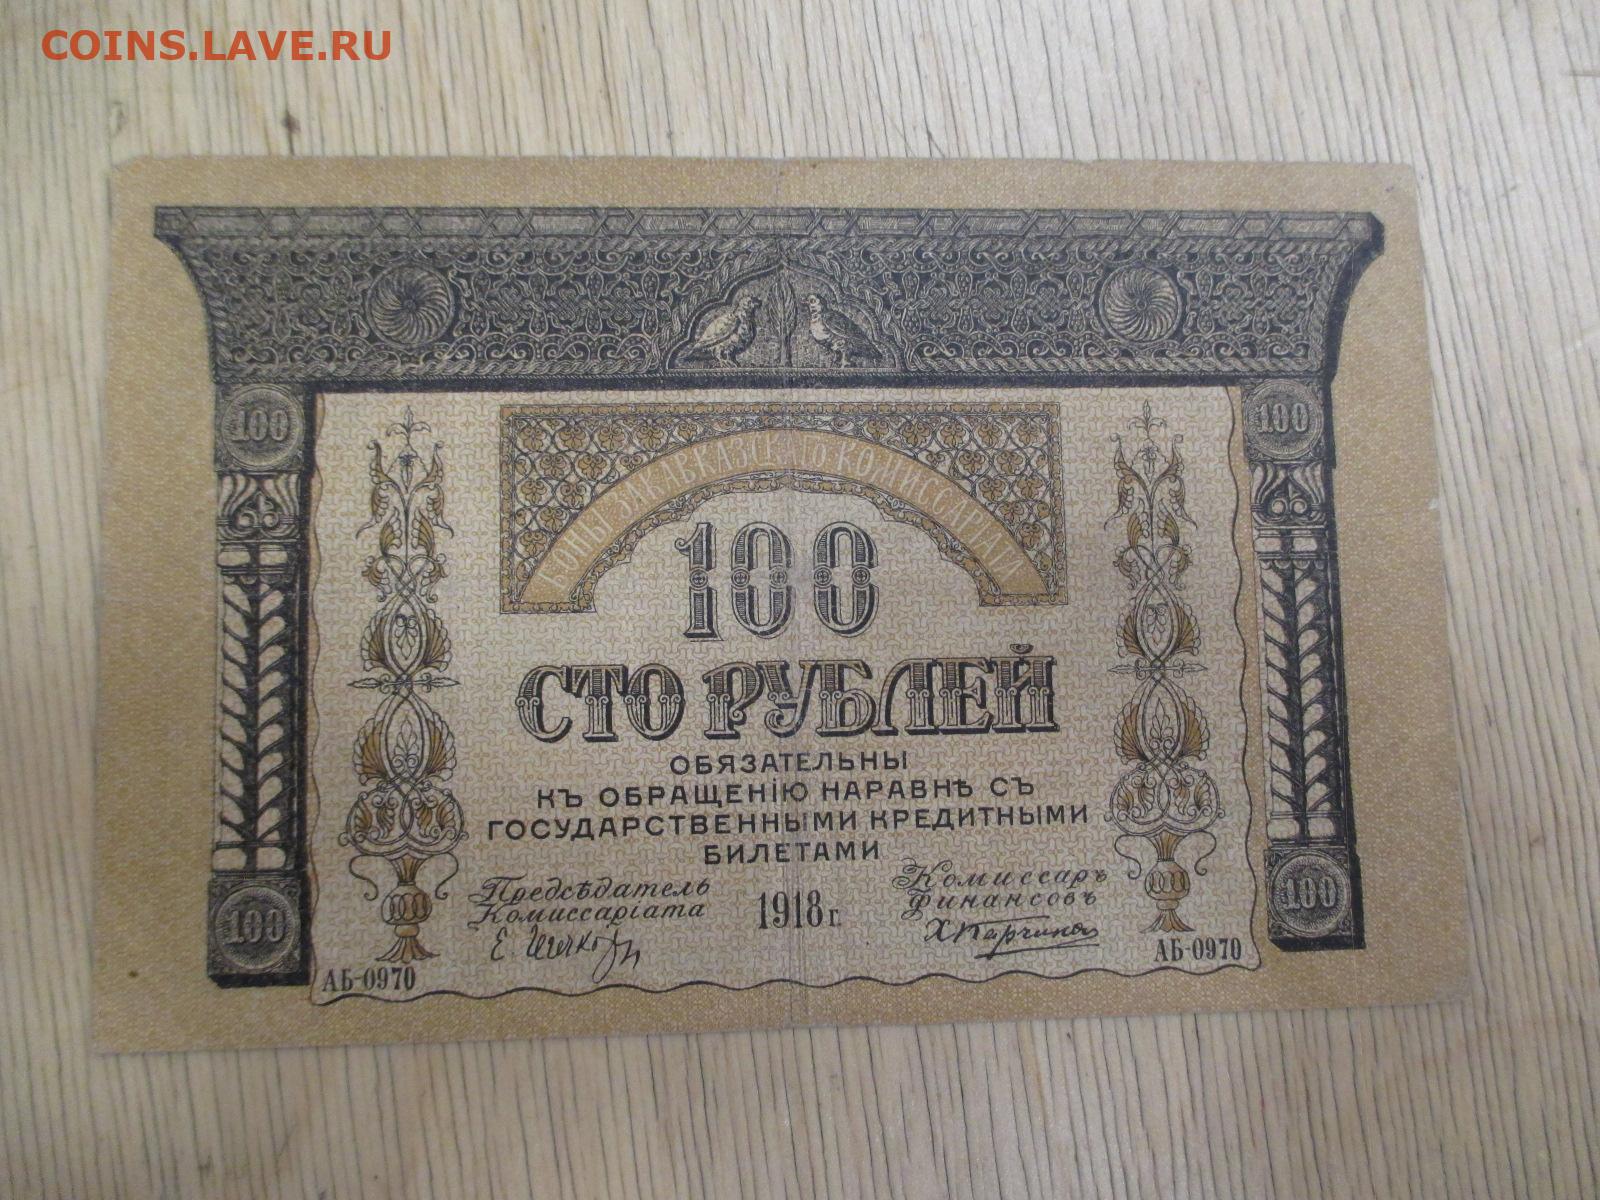 COINS.LAVE.RU
100
100
БОНЫ ЗАКАВКАЗСКАГО КОМИССАРІАТА
100
СТО РУБЛЕЙ
ОБЯЗАТЕЛЬНЫ
КЪ ОБРАЩЕНІЮ НАРАВНѢ СЪ
ГОСУДАРСТВЕННЫМИ КРЕДИТНЫМИ
БИЛЕТАМИ
Предсѣдатель
Комиссаріата
1918 г.
Комиссаръ
Финансовъ
100
100
АБ-0970
АБ-0970